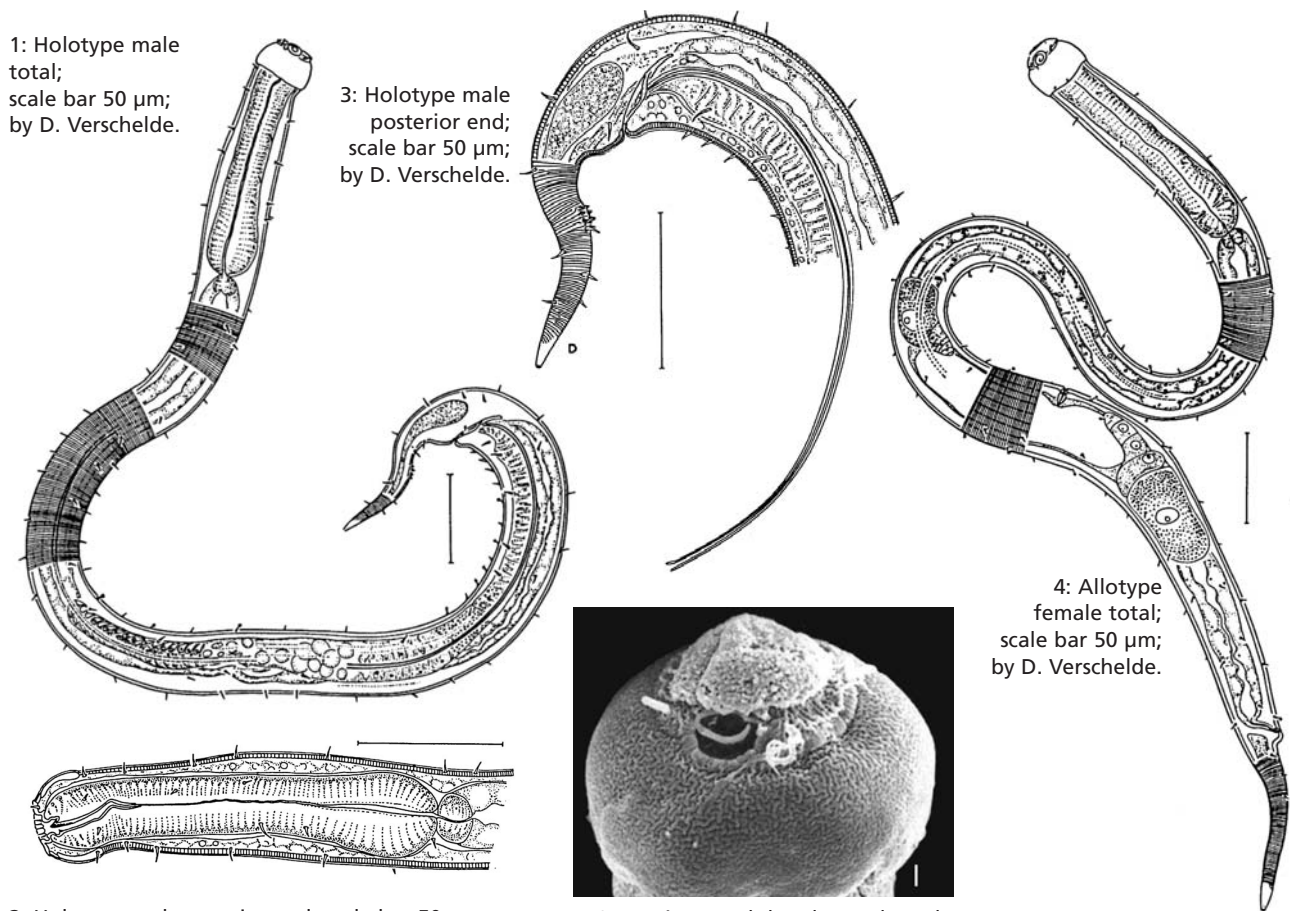 1: Holotype male
total;
scale bar 50 µm;
by D. Verschelde.
3: Holotype male
posterior end;
scale bar 50 µm;
by D. Verschelde.
D
4: Allotype
female total;
scale bar 50 µm;
by D. Verschelde.